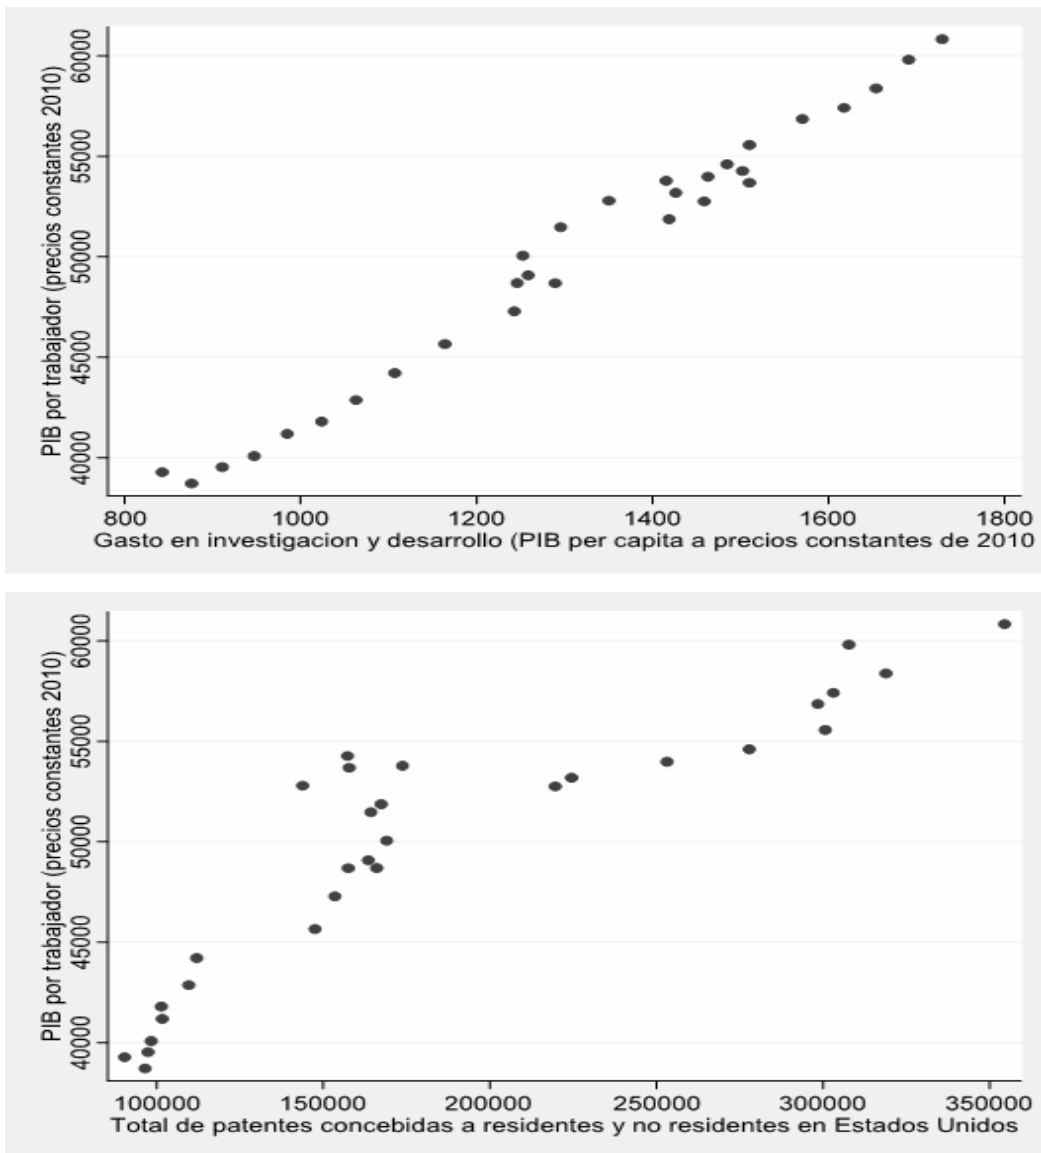 PIB por trabajador (precios constantes 2010)
60000
55000
50000
45000
40000
800 1000 1200 1400 1600 1800
Gasto en investigacion y desarrollo (PIB per capita a precios constantes de 2010
PIB por trabajador (precios constantes 2010)
60000
55000
50000
45000
40000
100000 150000 200000 250000 300000 350000
Total de patentes concebidas a residentes y no residentes en Estados Unidos